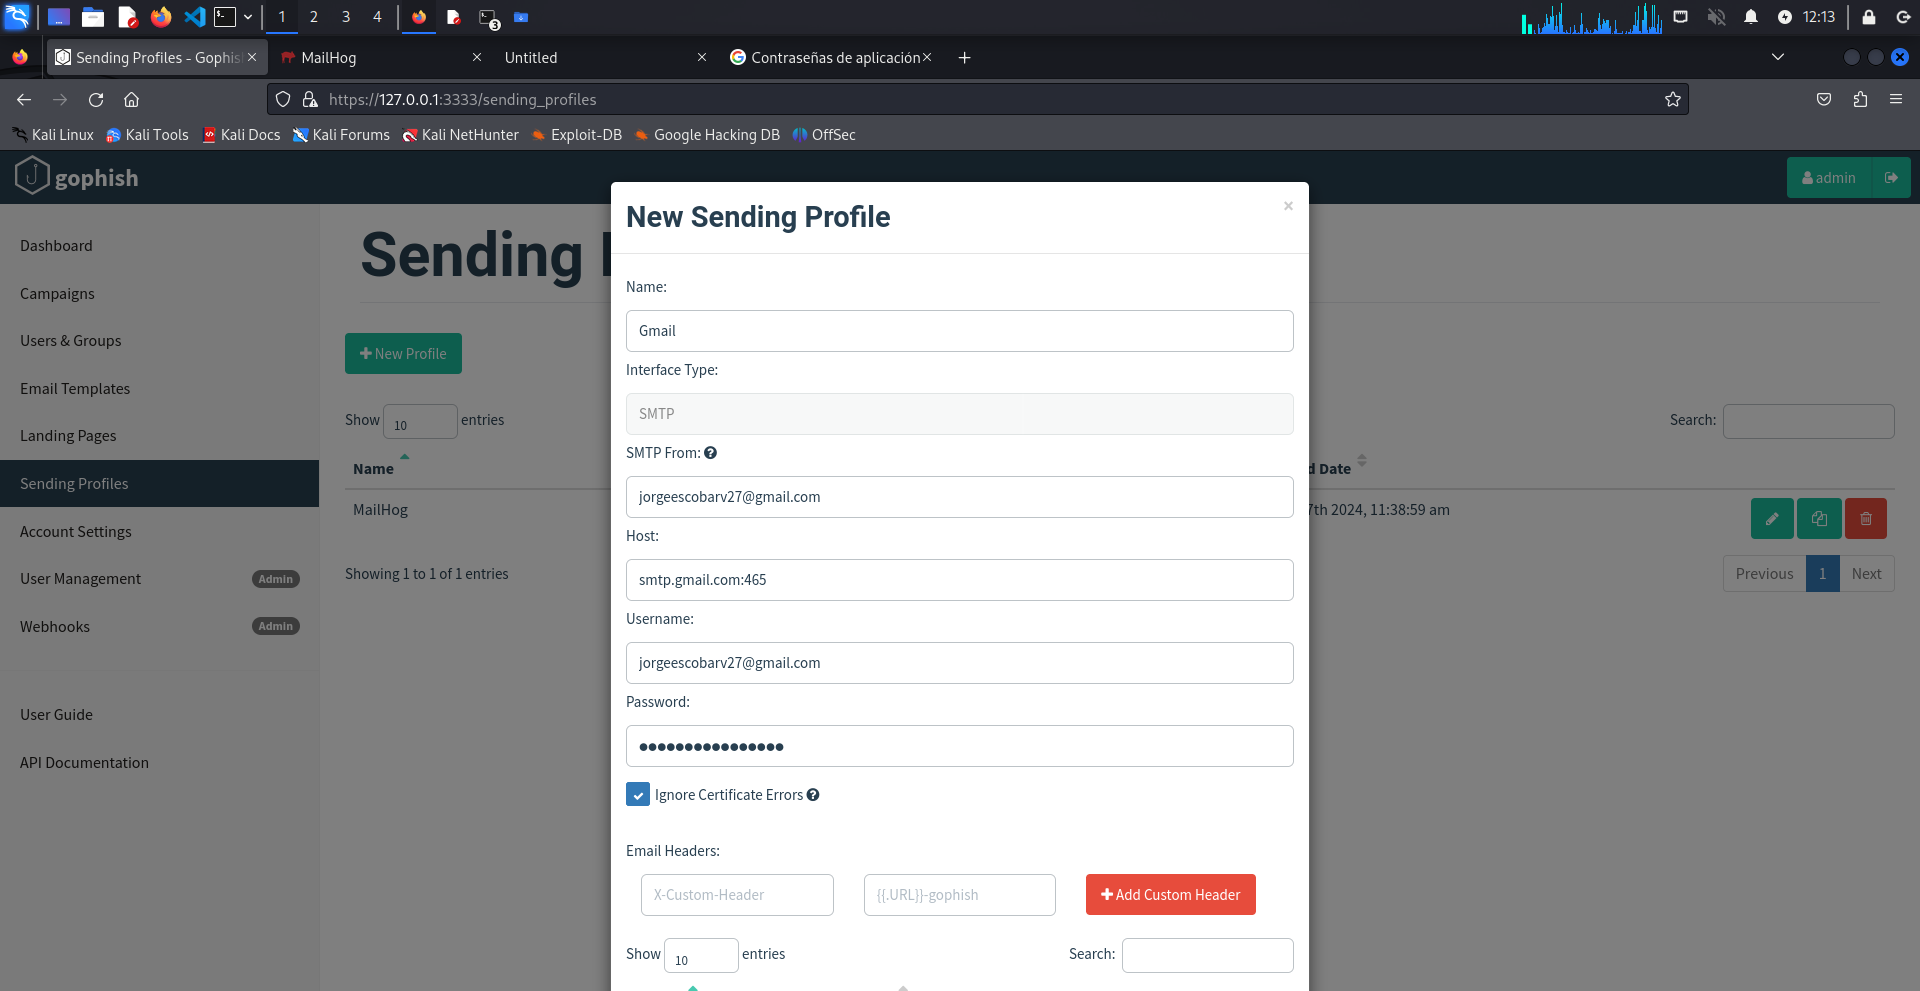 1 2 3 4 3 12:13
Sending Profiles - Gophis MailHog Untitled Contraseñas de aplicación
https://127.0.0.1:3333/sending_profiles
Kali Linux Kali Tools Kali Docs Kali Forums Kali NetHunter Exploit-DB Google Hacking DB OffSec
gophish admin
Dashboard
Campaigns
Users & Groups
Email Templates
Landing Pages
Sending Profiles
Account Settings
User Management Admin
Webhooks Admin
User Guide
API Documentation
Sending
New Profile
Show 10 entries Search:
Name d Date
MailHog 7th 2024, 11:38:59 am
Showing 1 to 1 of 1 entries Previous 1 Next
New Sending Profile ×
Name:
Gmail
Interface Type:
SMTP
SMTP From:
jorgeescobarv27@gmail.com
Host:
smtp.gmail.com:465
Username:
jorgeescobarv27@gmail.com
Password:
••••••••••••••••
Ignore Certificate Errors
Email Headers:
X-Custom-Header {{.URL}}-gophish Add Custom Header
Show 10 entries Search: